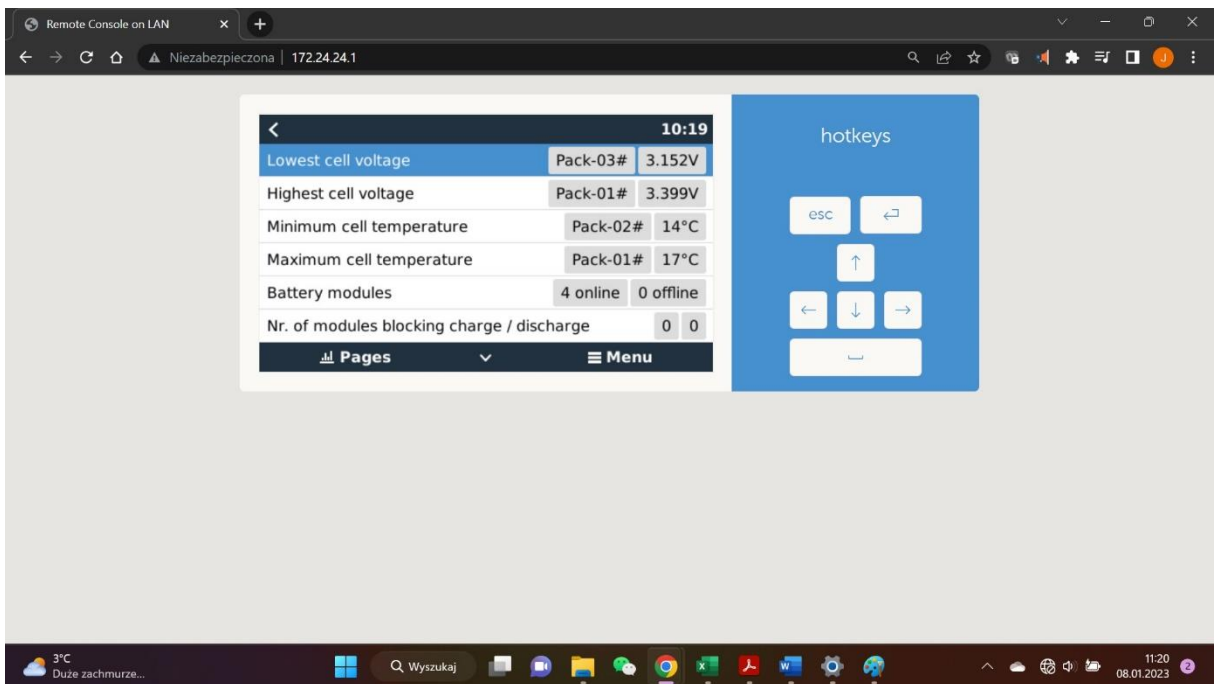 Remote Console on LAN
Niezabezpieczona | 172.24.24.1
10:19
Lowest cell voltage Pack-03# 3.152V
Highest cell voltage Pack-01# 3.399V
Minimum cell temperature Pack-02# 14°C
Maximum cell temperature Pack-01# 17°C
Battery modules 4 online 0 offline
Nr. of modules blocking charge / discharge 0 0
Pages Menu
hotkeys
esc
3°C
Duże zachmurze...
Wyszukaj
11:20
08.01.2023
2